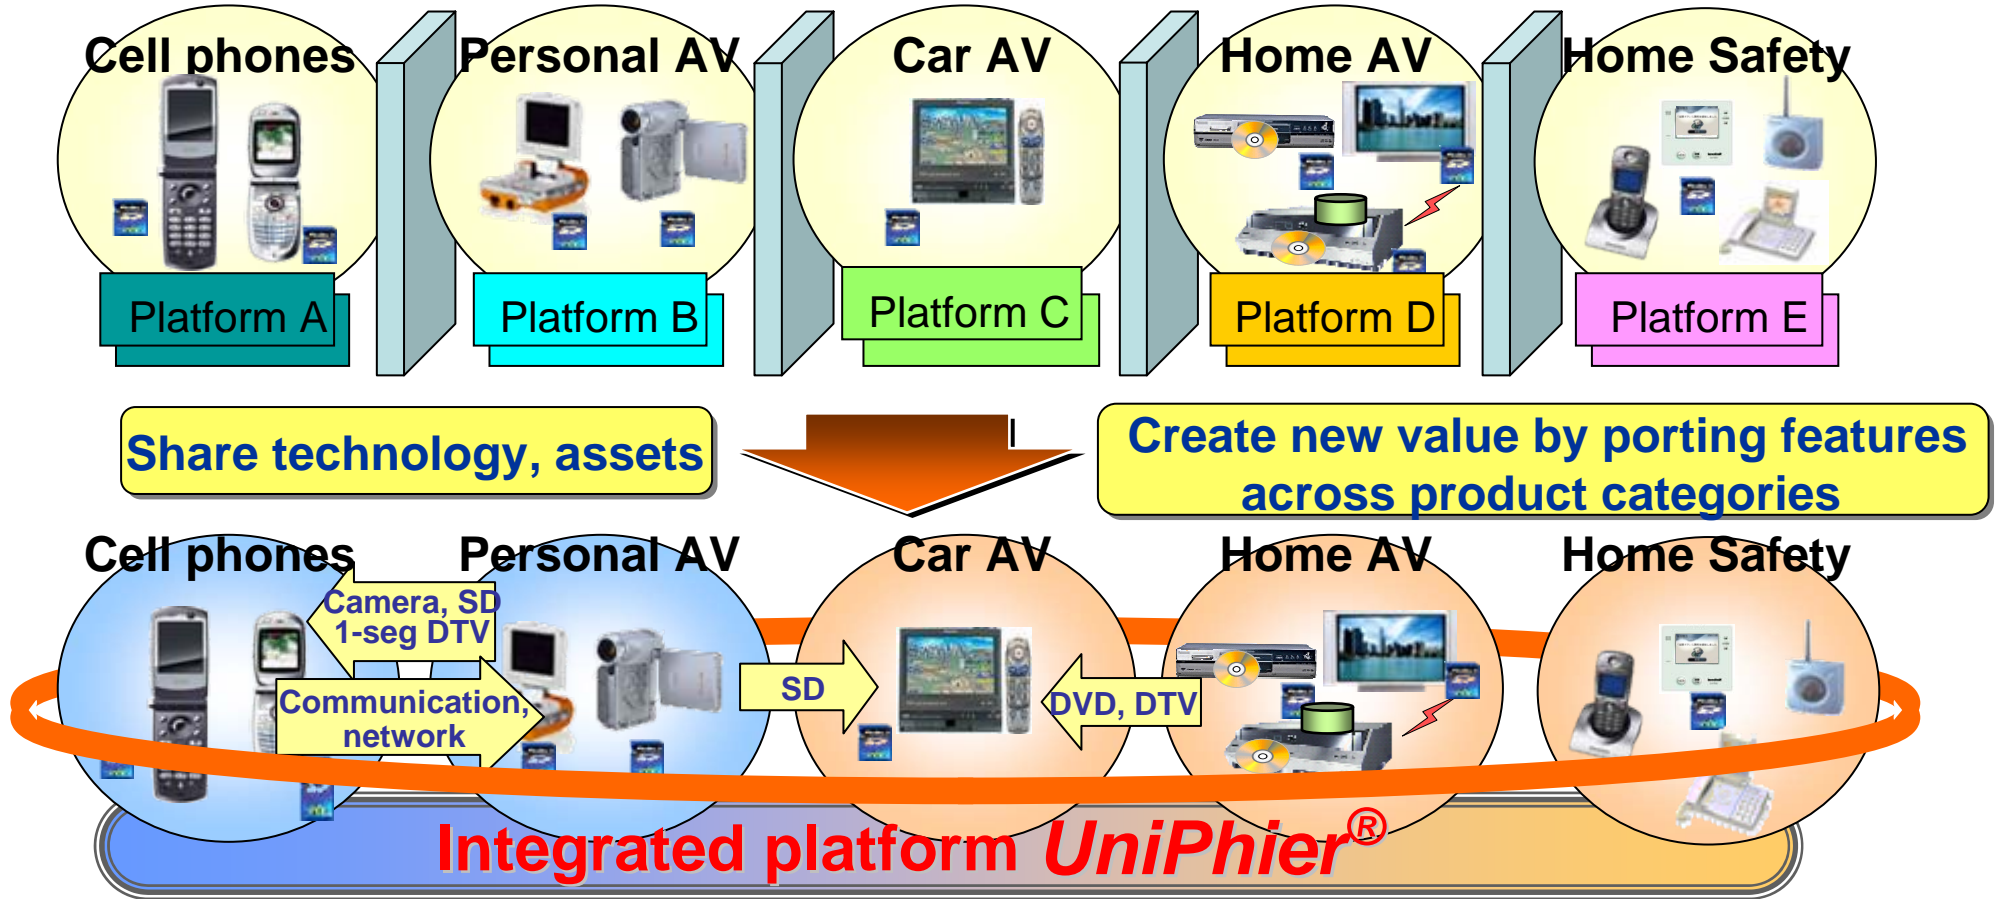 Cell phones
Personal AV
Car AV
Home AV
Home Safety
Platform A
Platform B
Platform C
Platform D
Platform E
Share technology, assets
Create new value by porting features
across product categories
Cell phones
Personal AV
Car AV
Home AV
Home Safety
Camera, SD
1-seg DTV
Communication,
network
SD
DVD, DTV
Integrated platform UniPhier®